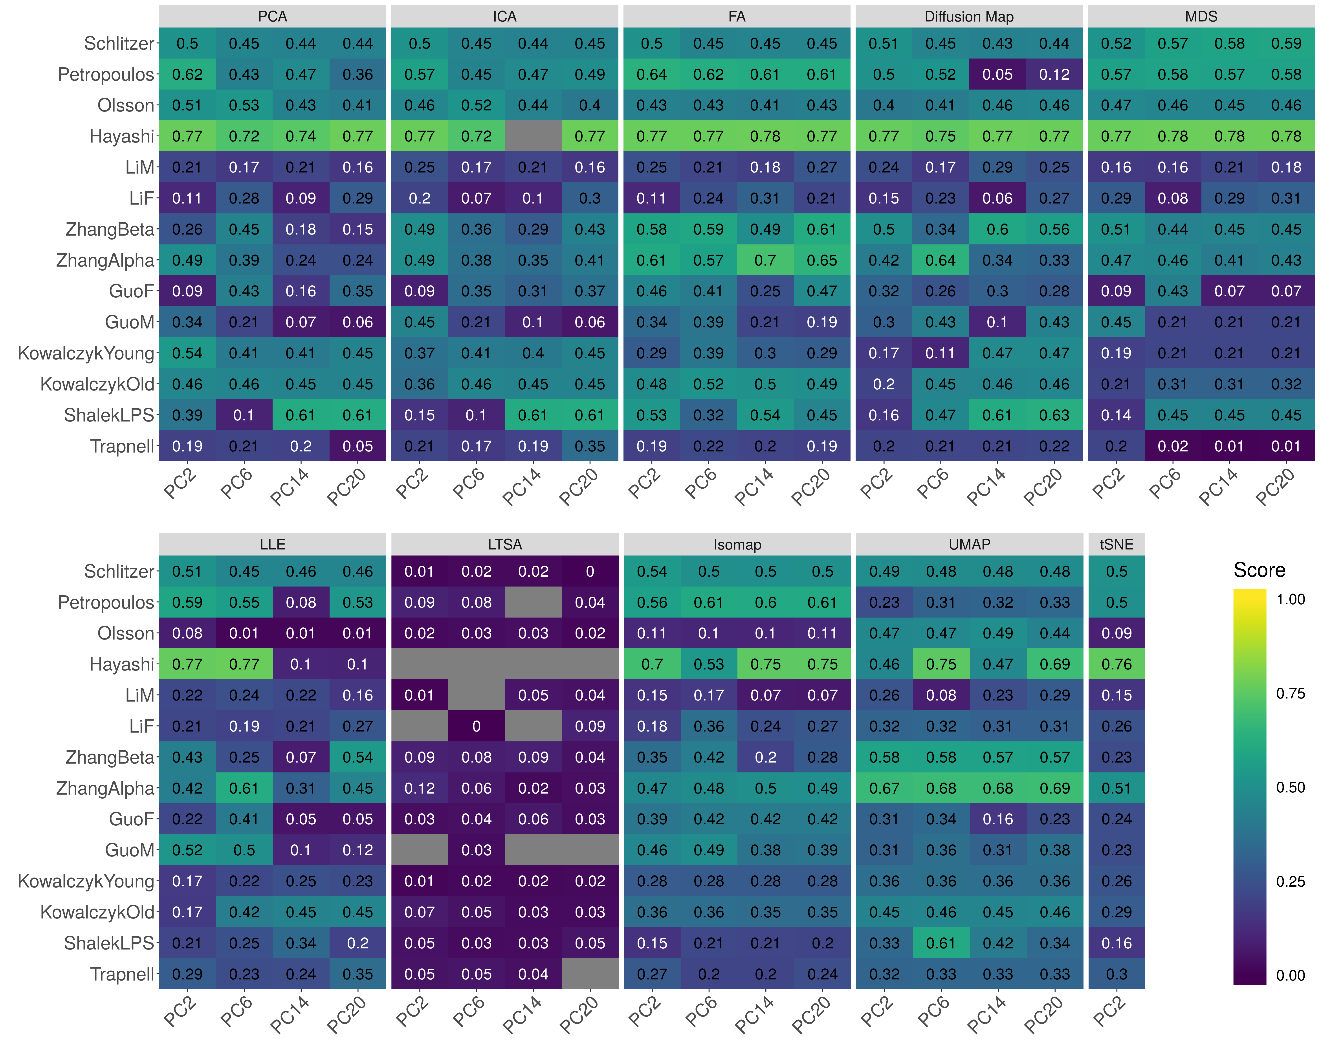 PCA ICA FA Diffusion Map MDS
Schlitzer 0.5 0.45 0.44 0.44 0.5 0.45 0.44 0.45 0.5 0.45 0.45 0.45 0.51 0.45 0.43 0.44 0.52 0.57 0.58 0.59
Petropoulos 0.62 0.43 0.47 0.36 0.57 0.45 0.47 0.49 0.64 0.62 0.61 0.61 0.5 0.52 0.05 0.12 0.57 0.58 0.57 0.58
Olsson 0.51 0.53 0.43 0.41 0.46 0.52 0.44 0.4 0.43 0.43 0.41 0.43 0.4 0.41 0.46 0.46 0.47 0.45 0.46 0.46
Hayashi 0.77 0.72 0.74 0.77 0.77 0.72 0.77 0.77 0.77 0.78 0.77 0.77 0.75 0.77 0.77 0.77 0.78 0.78 0.78
LiM 0.21 0.17 0.21 0.16 0.25 0.17 0.21 0.16 0.25 0.21 0.18 0.27 0.24 0.17 0.29 0.25 0.16 0.16 0.21 0.18
LiF 0.11 0.28 0.09 0.29 0.2 0.07 0.1 0.3 0.11 0.24 0.31 0.21 0.15 0.23 0.06 0.27 0.29 0.08 0.29 0.31
ZhangBeta 0.26 0.45 0.18 0.15 0.49 0.36 0.29 0.43 0.58 0.59 0.49 0.61 0.5 0.34 0.6 0.56 0.51 0.44 0.45 0.45
ZhangAlpha 0.49 0.39 0.24 0.24 0.49 0.38 0.35 0.41 0.61 0.57 0.7 0.65 0.42 0.64 0.34 0.33 0.47 0.46 0.41 0.43
GuoF 0.09 0.43 0.16 0.35 0.09 0.35 0.31 0.37 0.46 0.41 0.25 0.47 0.32 0.26 0.3 0.28 0.09 0.43 0.07 0.07
GuoM 0.34 0.21 0.07 0.06 0.45 0.21 0.1 0.06 0.34 0.39 0.21 0.19 0.3 0.43 0.1 0.43 0.45 0.21 0.21 0.21
KowalczykYoung 0.54 0.41 0.41 0.45 0.37 0.41 0.4 0.45 0.29 0.39 0.3 0.29 0.17 0.11 0.47 0.47 0.19 0.21 0.21 0.21
KowalczykOld 0.46 0.46 0.45 0.45 0.36 0.46 0.45 0.45 0.48 0.52 0.5 0.49 0.2 0.45 0.46 0.46 0.21 0.31 0.31 0.32
ShalekLPS 0.39 0.1 0.61 0.61 0.15 0.1 0.61 0.61 0.53 0.32 0.54 0.45 0.16 0.47 0.61 0.63 0.14 0.45 0.45 0.45
Trapnell 0.19 0.21 0.2 0.05 0.21 0.17 0.19 0.35 0.19 0.22 0.2 0.19 0.2 0.21 0.21 0.22 0.2 0.02 0.01 0.01
PC2 PC6 PC14 PC20 PC2 PC6 PC14 PC20 PC2 PC6 PC14 PC20 PC2 PC6 PC14 PC20 PC2 PC6 PC14 PC20
LLE LTSA Isomap UMAP tSNE
Schlitzer 0.51 0.45 0.46 0.46 0.01 0.02 0.02 0 0.54 0.5 0.5 0.5 0.49 0.48 0.48 0.48 0.5
Petropoulos 0.59 0.55 0.08 0.53 0.09 0.08 0.04 0.56 0.61 0.6 0.61 0.23 0.31 0.32 0.33 0.5
Olsson 0.08 0.01 0.01 0.01 0.02 0.03 0.03 0.02 0.11 0.1 0.1 0.11 0.47 0.47 0.49 0.44 0.09
Hayashi 0.77 0.77 0.1 0.1 0.7 0.53 0.75 0.75 0.46 0.75 0.47 0.69 0.76
LiM 0.22 0.24 0.22 0.16 0.01 0.05 0.04 0.15 0.17 0.07 0.07 0.26 0.08 0.23 0.29 0.15
LiF 0.21 0.19 0.21 0.27 0 0.09 0.18 0.36 0.24 0.27 0.32 0.32 0.31 0.31 0.26
ZhangBeta 0.43 0.25 0.07 0.54 0.09 0.08 0.09 0.04 0.35 0.42 0.2 0.28 0.58 0.58 0.57 0.57 0.23
ZhangAlpha 0.42 0.61 0.31 0.45 0.12 0.06 0.02 0.03 0.47 0.48 0.5 0.49 0.67 0.68 0.68 0.69 0.51
GuoF 0.22 0.41 0.05 0.05 0.03 0.04 0.06 0.03 0.39 0.42 0.42 0.42 0.31 0.34 0.16 0.23 0.24
GuoM 0.52 0.5 0.1 0.12 0.03 0.46 0.49 0.38 0.39 0.31 0.36 0.31 0.38 0.23
KowalczykYoung 0.17 0.22 0.25 0.23 0.01 0.02 0.02 0.02 0.28 0.28 0.28 0.28 0.36 0.36 0.36 0.36 0.26
KowalczykOld 0.17 0.42 0.45 0.45 0.07 0.05 0.03 0.03 0.36 0.36 0.35 0.35 0.45 0.45 0.46 0.46 0.29
ShalekLPS 0.21 0.25 0.34 0.2 0.05 0.03 0.03 0.05 0.15 0.21 0.21 0.2 0.33 0.61 0.42 0.34 0.16
Trapnell 0.29 0.23 0.24 0.35 0.05 0.05 0.04 0.27 0.2 0.2 0.24 0.32 0.33 0.33 0.33 0.3
PC2 PC6 PC14 PC20 PC2 PC6 PC14 PC20 PC2 PC6 PC14 PC20 PC2 PC6 PC14 PC20 PC2
Score
1.00
0.75
0.50
0.25
0.00